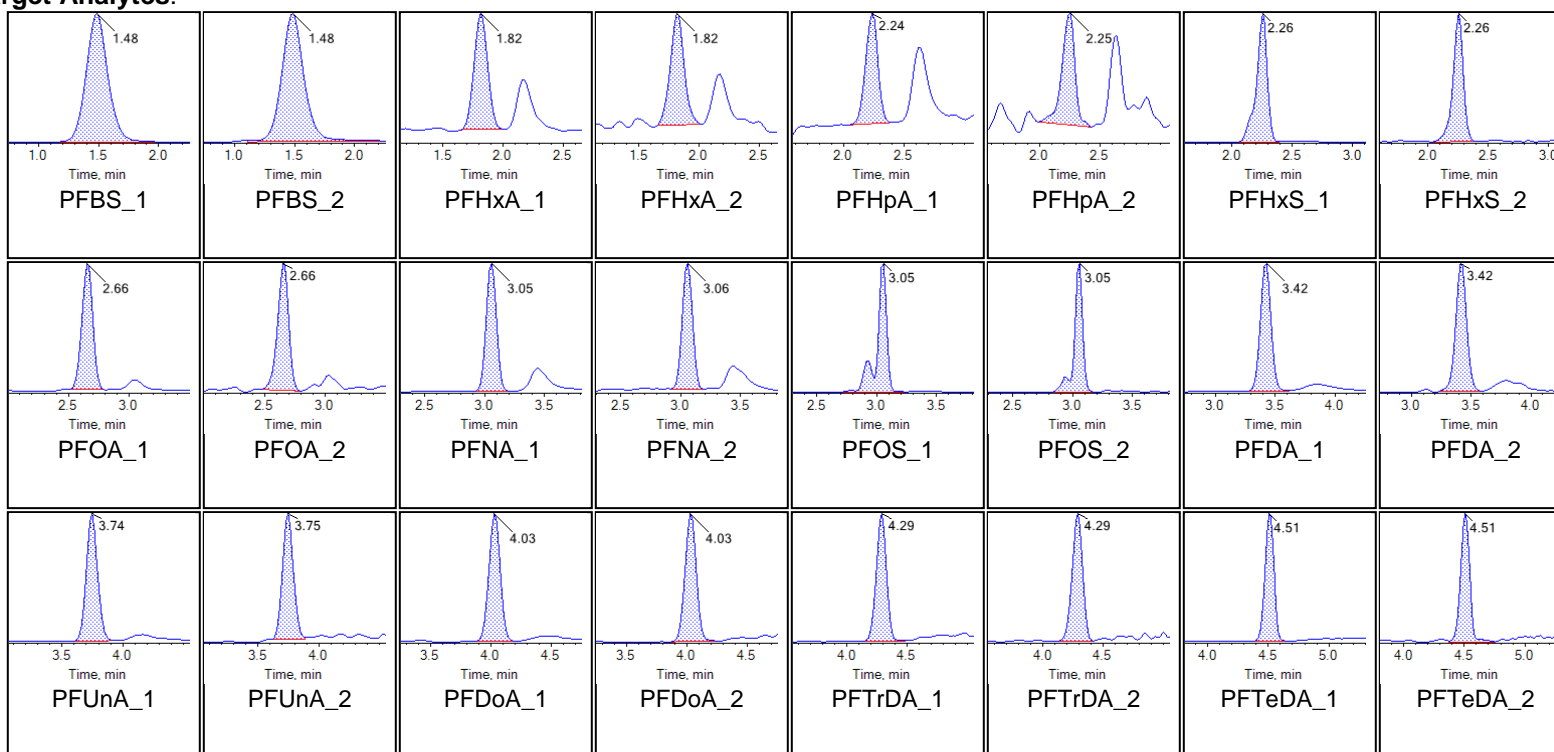 rget Analytes:
1.48 1.48 1.82 1.82 2.24 2.25 2.26 2.26
1.0 1.5 2.0 1.0 1.5 2.0 1.5 2.0 2.5 1.5 2.0 2.5 2.0 2.5 2.0 2.5 2.0 2.5 3.0 2.0 2.5 3.0
Time, min Time, min Time, min Time, min Time, min Time, min Time, min Time, min
PFBS_1 PFBS_2 PFHxA_1 PFHxA_2 PFHpA_1 PFHpA_2 PFHxS_1 PFHxS_2
2.66 2.66 3.05 3.06 3.05 3.05 3.42 3.42
2.5 3.0 2.5 3.0 2.5 3.0 3.5 2.5 3.0 3.5 2.5 3.0 3.5 2.5 3.0 3.5 3.0 3.5 4.0 3.0 3.5 4.0
Time, min Time, min Time, min Time, min Time, min Time, min Time, min Time, min
PFOA_1 PFOA_2 PFNA_1 PFNA_2 PFOS_1 PFOS_2 PFDA_1 PFDA_2
3.74 3.75 4.03 4.03 4.29 4.29 4.51 4.51
3.5 4.0 3.5 4.0 3.5 4.0 4.5 3.5 4.0 4.5 4.0 4.5 4.0 4.5 4.0 4.5 5.0 4.0 4.5 5.0
Time, min Time, min Time, min Time, min Time, min Time, min Time, min Time, min
PFUnA_1 PFUnA_2 PFDoA_1 PFDoA_2 PFTrDA_1 PFTrDA_2 PFTeDA_1 PFTeDA_2